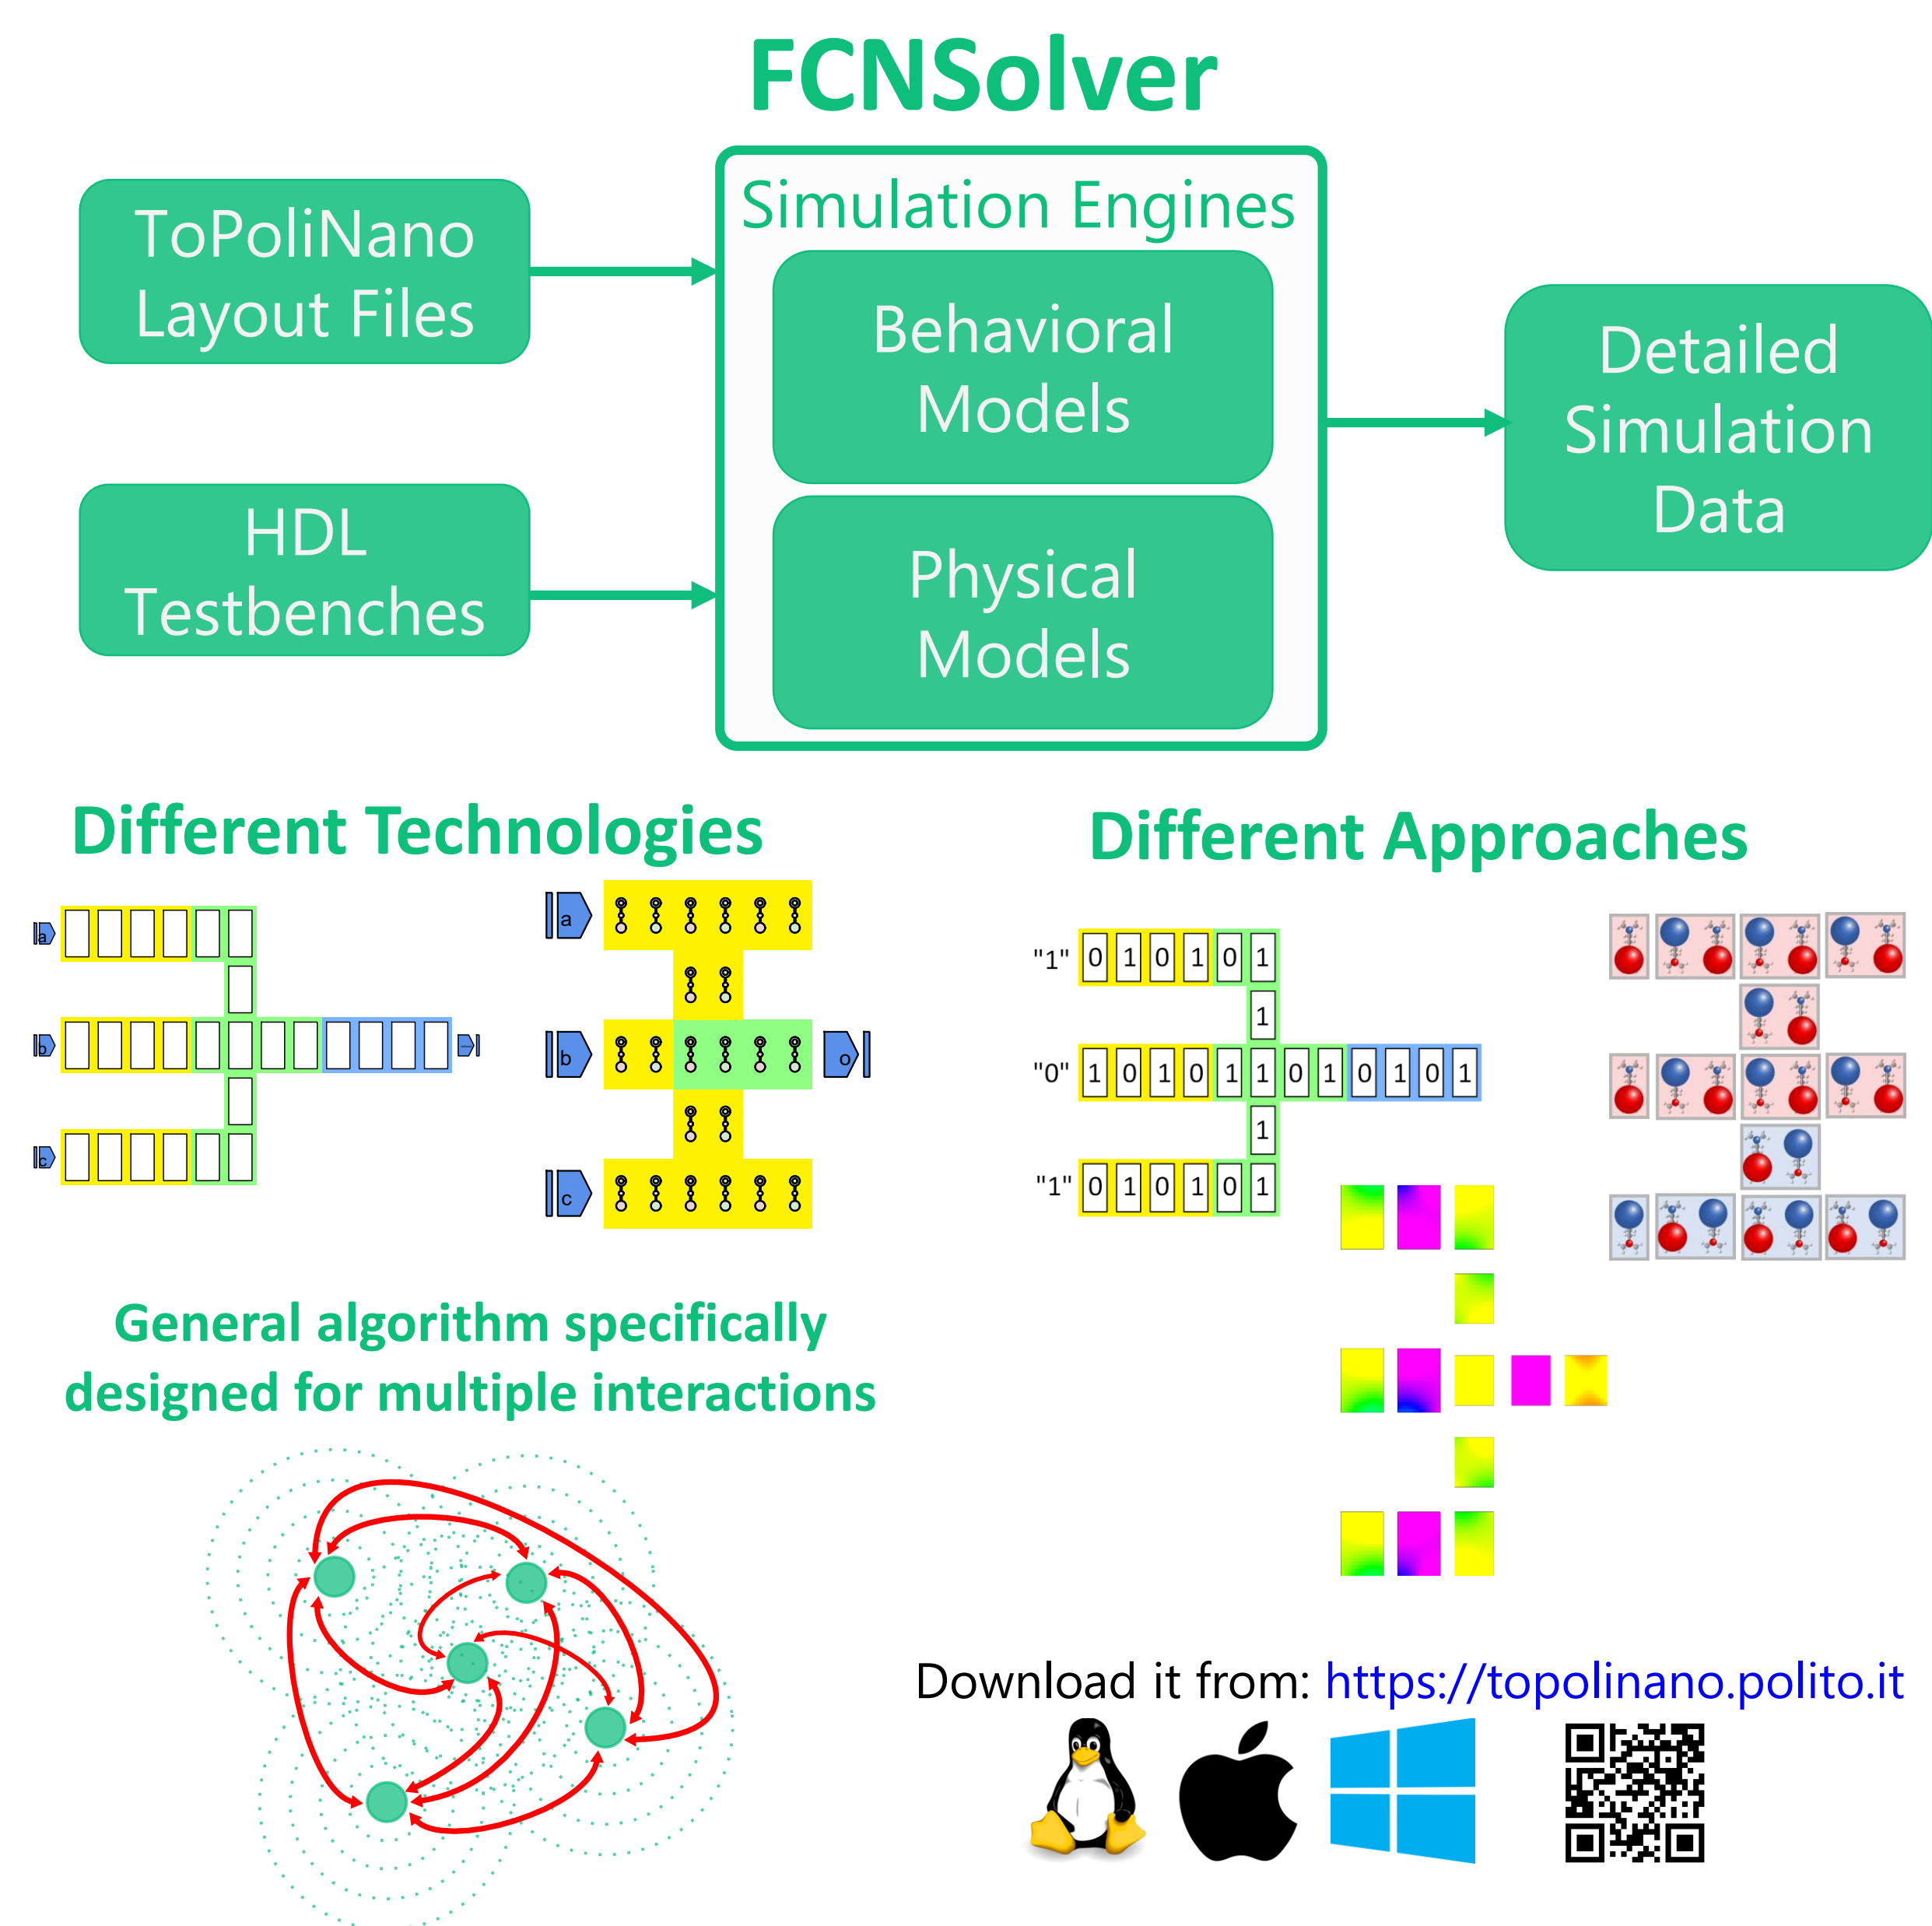 FCNSolver
ToPoliNano
Layout Files
HDL
Testbenches
Simulation Engines
Behavioral
Models
Physical
Models
Detailed
Simulation
Data
Different Technologies
a
b
c
a
b
o
c
Different Approaches
"1" 0 1 0 1 0 1
1
"0" 1 0 1 0 1 1 0 1 0 1 0 1
1
"1" 0 1 0 1 0 1
General algorithm specifically
designed for multiple interactions
Download it from: https://topolinano.polito.it